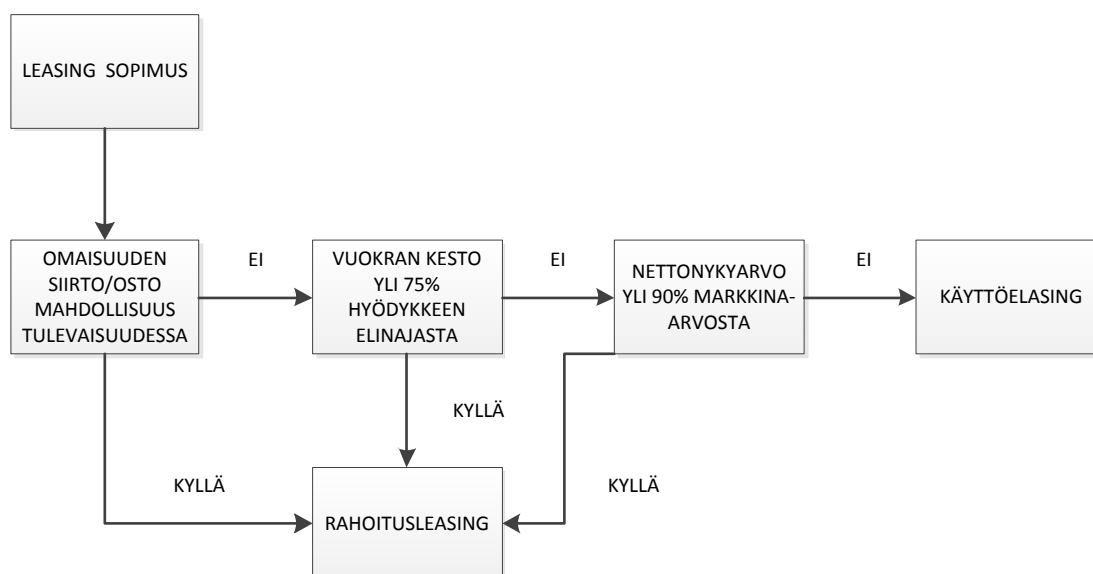 LEASING SOPIMUS
OMAISUUDEN
SIIRTO/OSTO
MAHDOLLISUUS
TULEVAISUUDESSA
EI
VUOKRAN KESTO
YLI 75%
HYÖDYKKEEN
ELINAJASTA
EI
NETTONYKYARVO
YLI 90% MARKKINA-
ARVOSTA
EI
KÄYTTÖELASING
KYLLÄ
KYLLÄ
KYLLÄ
RAHOITUSLEASING